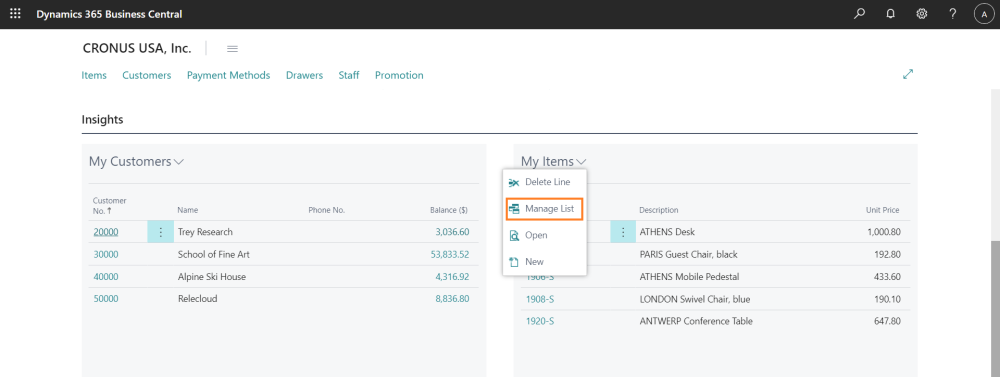 Dynamics 365 Business Central
?
A
CRONUS USA, Inc.
Items Customers Payment Methods Drawers Staff Promotion
Insights
My Customers
Customer
No. ↑ Name Phone No. Balance ($)
20000 Trey Research 3,036.60
30000 School of Fine Art 53,833.52
40000 Alpine Ski House 4,316.92
50000 Relecloud 8,836.80
My Items
Delete Line
Manage List
Open
New
Description Unit Price
ATHENS Desk 1,000.80
PARIS Guest Chair, black 192.80
1906-S ATHENS Mobile Pedestal 433.60
1908-S LONDON Swivel Chair, blue 190.10
1920-S ANTWERP Conference Table 647.80